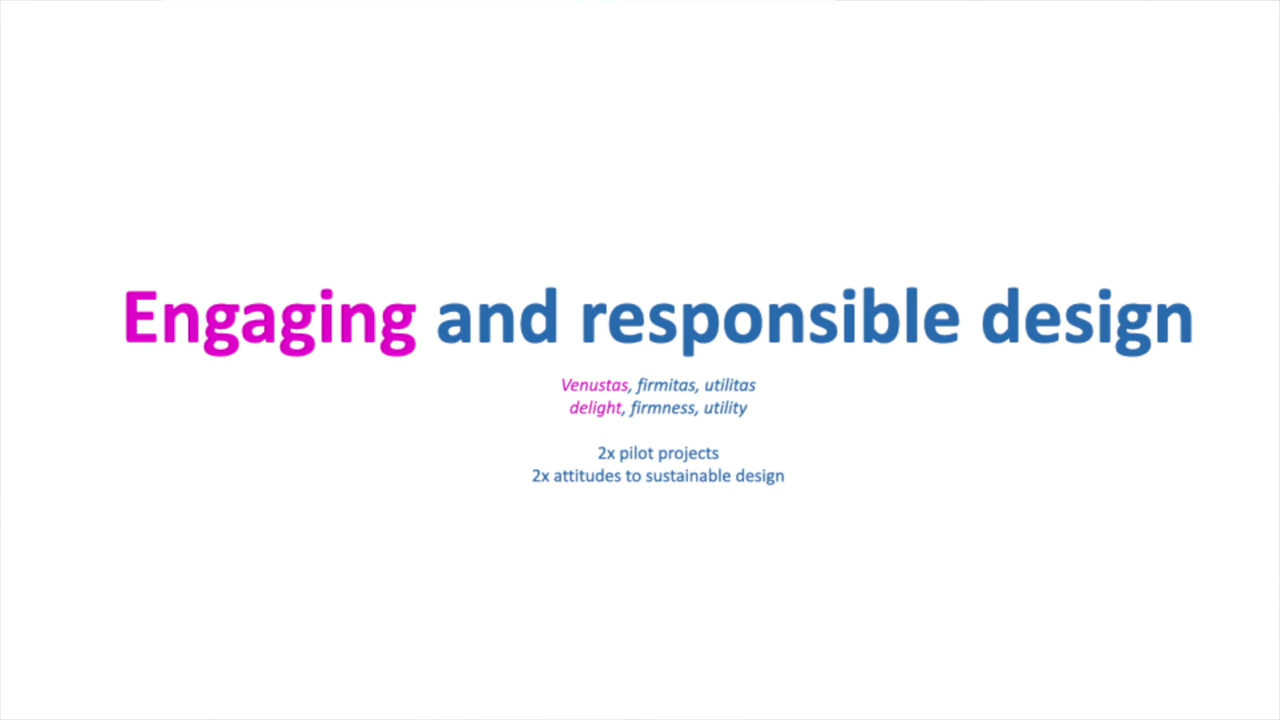 Engaging and responsible design
Venustas, firmitas, utilitas
delight, firmness, utility
2x pilot projects
2x attitudes to sustainable design